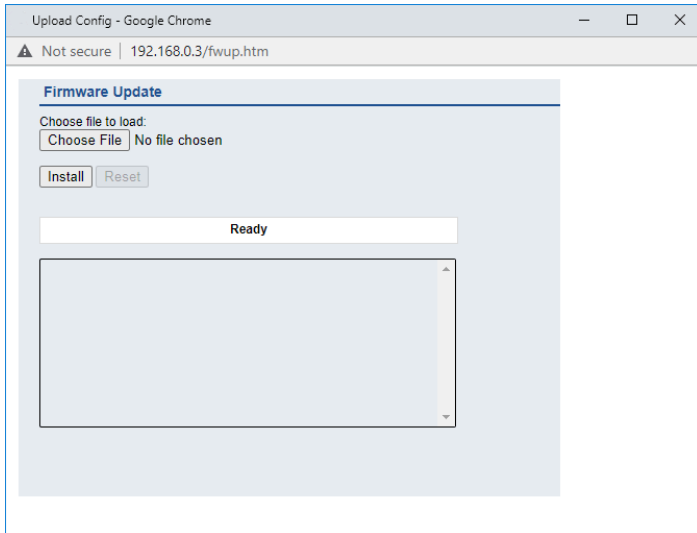 Upload Config - Google Chrome
Not secure | 192.168.0.3/fwup.htm
Firmware Update
Choose file to load:
Choose File No file chosen
Install Reset
Ready